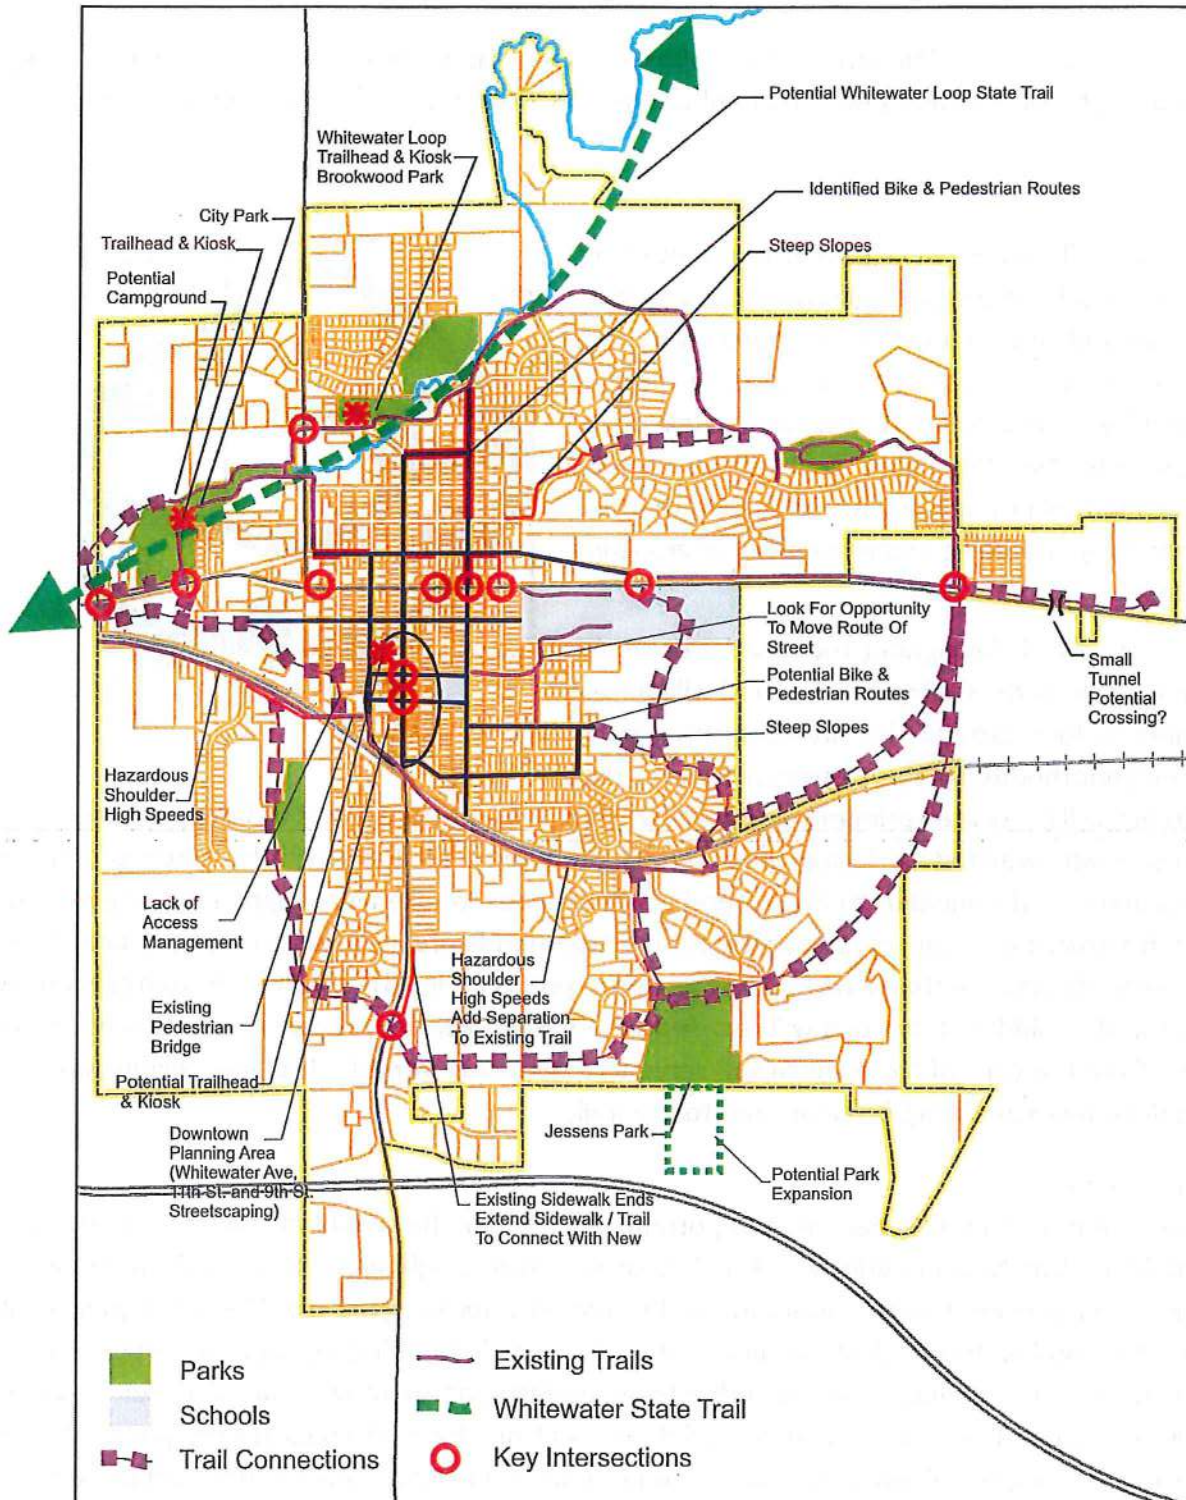 Potential Whitewater Loop State Trail
Whitewater Loop
Trailhead & Kiosk
Brookwood Park
Identified Bike & Pedestrian Routes
City Park
Trailhead & Kiosk
Steep Slopes
Potential
Campground
Look For Opportunity
To Move Route Of
Street
Small
Tunnel
Potential
Crossing?
Potential Bike &
Pedestrian Routes
Steep Slopes
Hazardous
Shoulder
High Speeds
Lack of
Access
Management
Hazardous
Shoulder
High Speeds
Add Separation
To Existing Trail
Existing
Pedestrian
Bridge
Potential Trailhead
& Kiosk
Downtown
Planning Area
(Whitewater Ave,
11th St. and 9th St.
Streetscaping)
Jessens Park
Potential Park
Expansion
Existing Sidewalk Ends
Extend Sidewalk / Trail
To Connect With New
Parks
Schools
Trail Connections
Existing Trails
Whitewater State Trail
Key Intersections